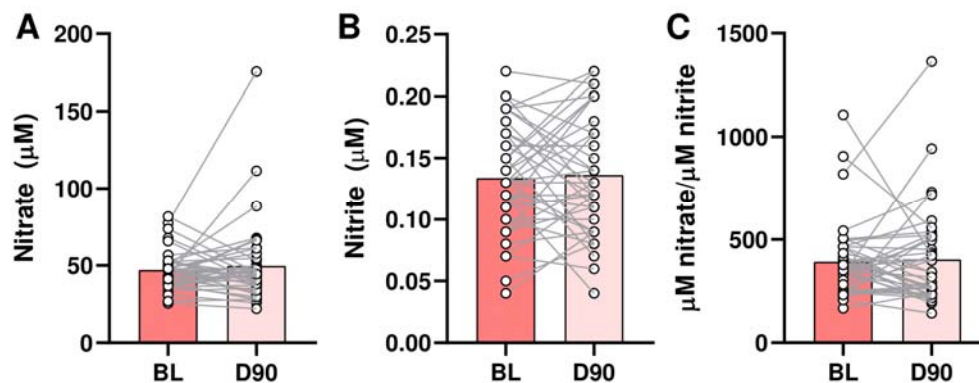 A
Nitrate (μM)
200
150
100
50
0
BL D90
B
Nitrite (μM)
0.25
0.20
0.15
0.10
0.05
0.00
BL D90
C
μM nitrate/μM nitrite
1500
1000
500
0
BL D90